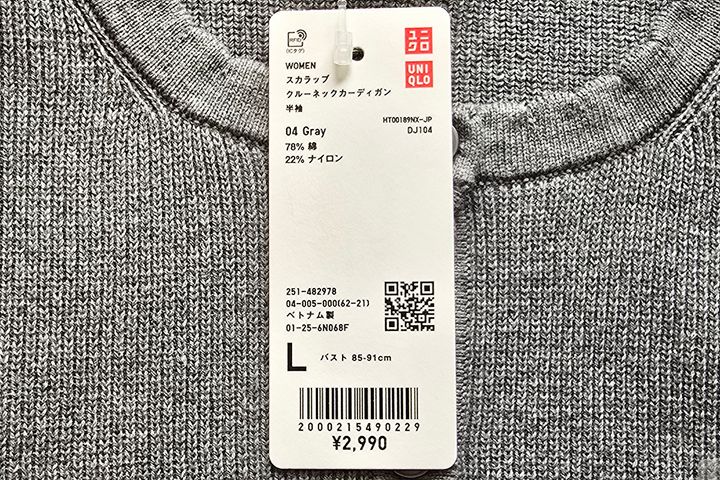 RFID
(ICタグ)
ユニ
クロ
UNI
QLO
WOMEN
スカラップ
クルーネックカーディガン
半袖
HT00189NX-JP
04 Gray
DJ104
78% 綿
22% ナイロン
251-482978
04-005-000(62-21)
ベトナム製
01-25-6N068F
L バスト 85-91cm
2000215490229
¥2,990